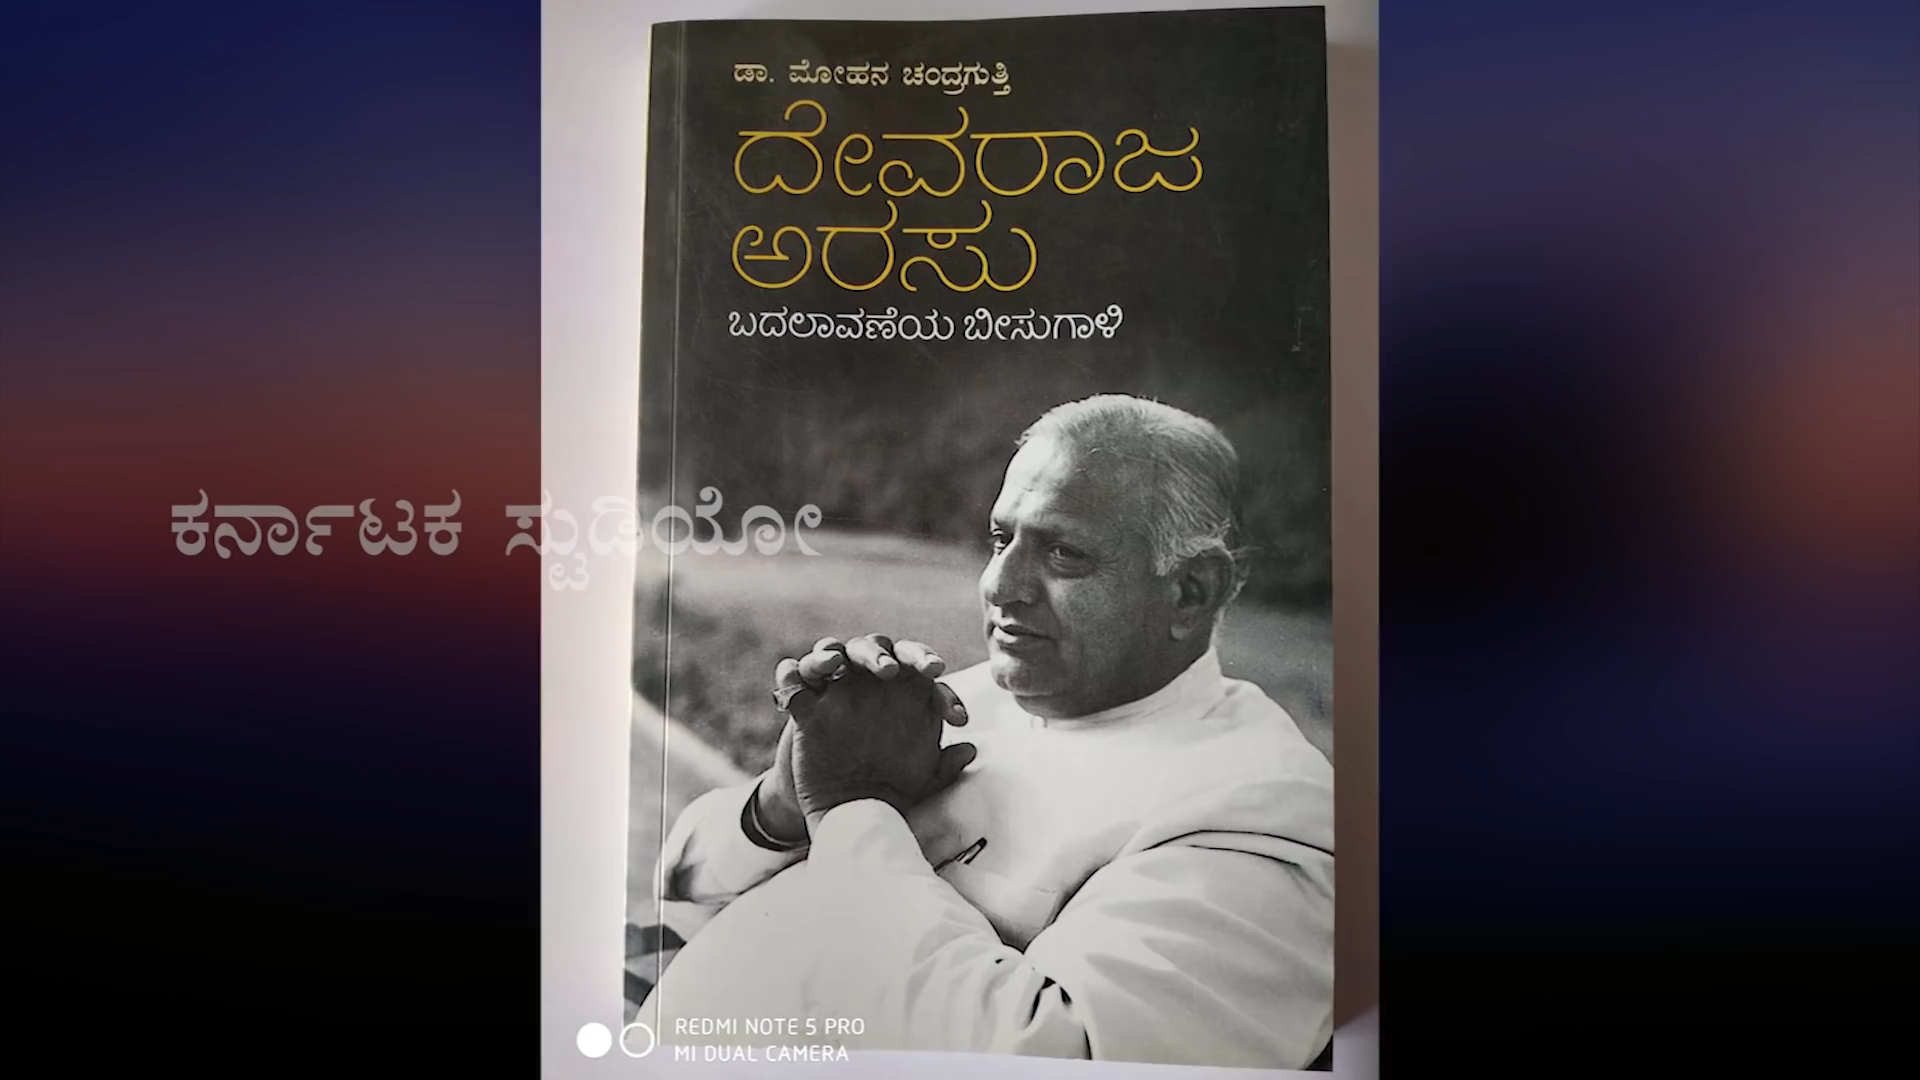 ಡಾ. ಮೋಹನ ಚಂದ್ರಗುತ್ತಿ
ದೇವರಾಜ
ಅರಸು
ಬದಲಾವಣೆಯ ಬೀಸುಗಾಳಿ
ಕರ್ನಾಟಕ ಸ್ಟುಡಿಯೋ
REDMI NOTE 5 PRO
MI DUAL CAMERA